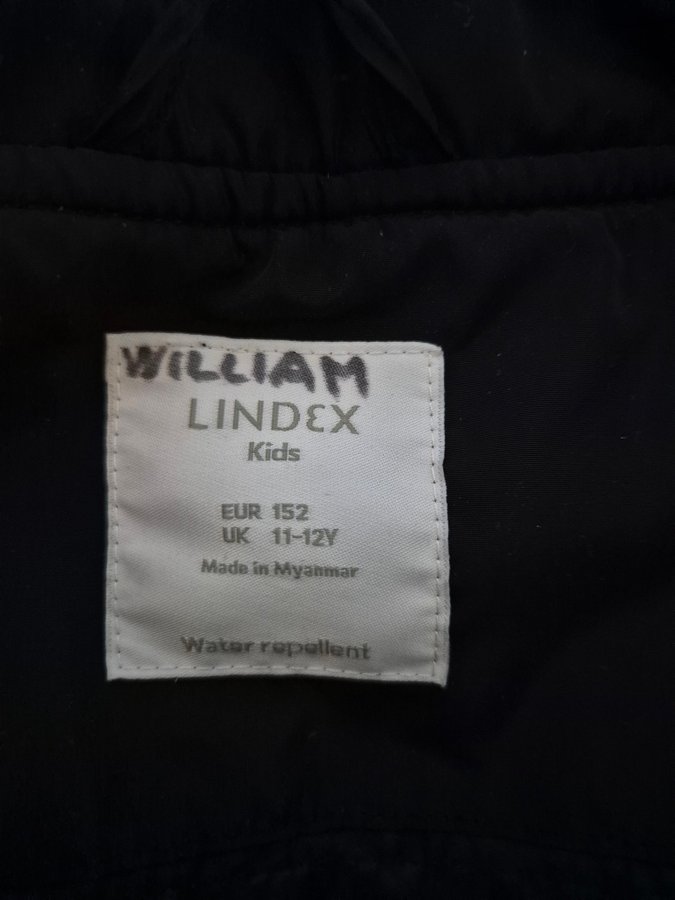 WILLIAM
LINDEX
Kids
EUR 152
UK 11-12Y
Made in Myanmar
Water repellent